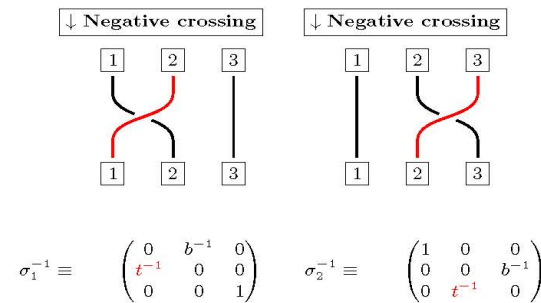 ↓ Negative crossing ↓ Negative crossing
1 2 3 1 2 3
1 2 3 1 2 3
σ₁⁻¹ ≡ ( 0 b⁻¹ 0 ) σ₂⁻¹ ≡ ( 1 0 0 )
( t⁻¹ 0 0 ) ( 0 0 b⁻¹ )
( 0 0 1 ) ( 0 t⁻¹ 0 )